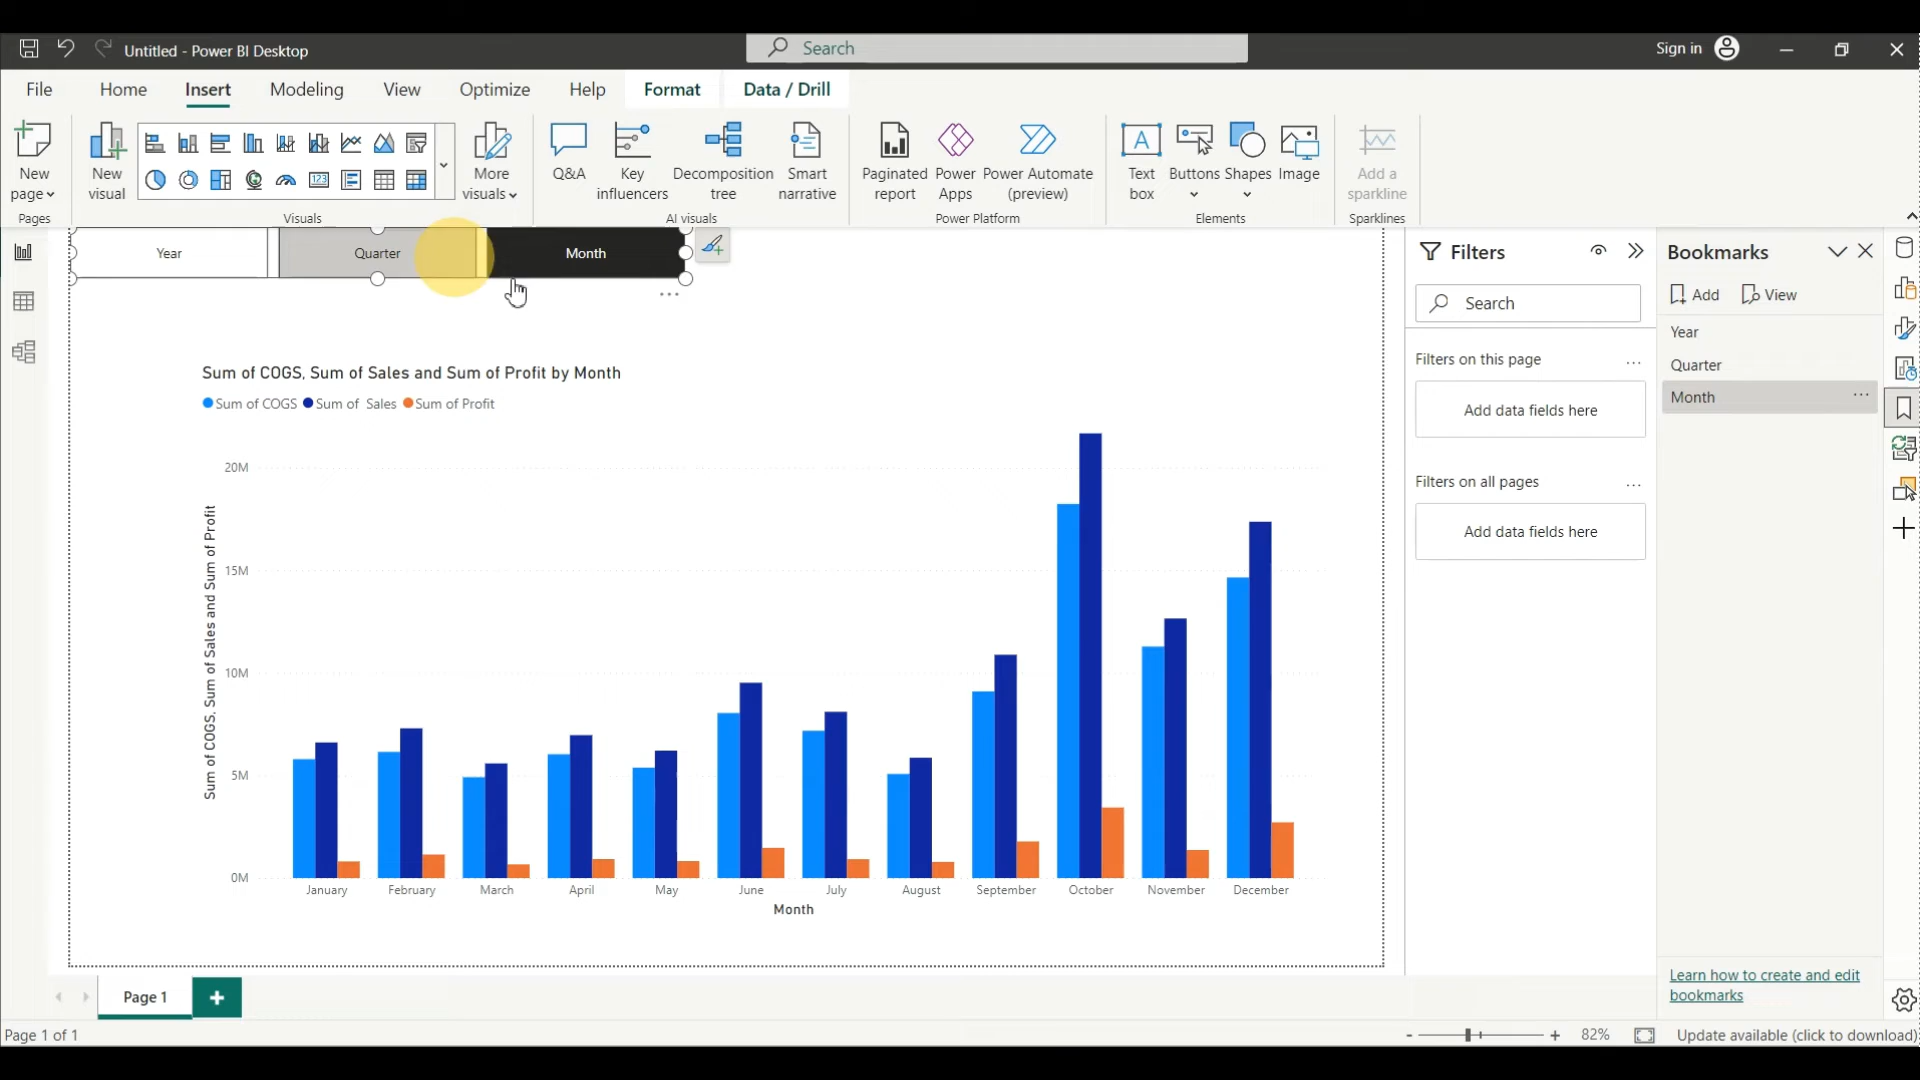 Untitled - Power BI Desktop
Search
Sign in
File Home Insert Modeling View Optimize Help Format Data / Drill
New page
New visual
More visuals
Q&A
Key influencers
Decomposition tree
Smart narrative
Paginated report
Power Apps
Power Automate (preview)
A
Text box
Buttons
Shapes
Image
Add a sparkline
Pages
Visuals
AI visuals
Power Platform
Elements
Sparklines
123
Year Quarter Month
Sum of COGS, Sum of Sales and Sum of Profit by Month
Sum of COGS Sum of Sales Sum of Profit
Sum of COGS, Sum of Sales and Sum of Profit
20M
15M
10M
5M
0M
January February March April May June July August September October November December
Month
Filters
Search
Filters on this page
Add data fields here
Filters on all pages
Add data fields here
Bookmarks
Add View
Year
Quarter
Month
Learn how to create and edit
bookmarks
Page 1
Page 1 of 1
- + 82%
Update available (click to download)